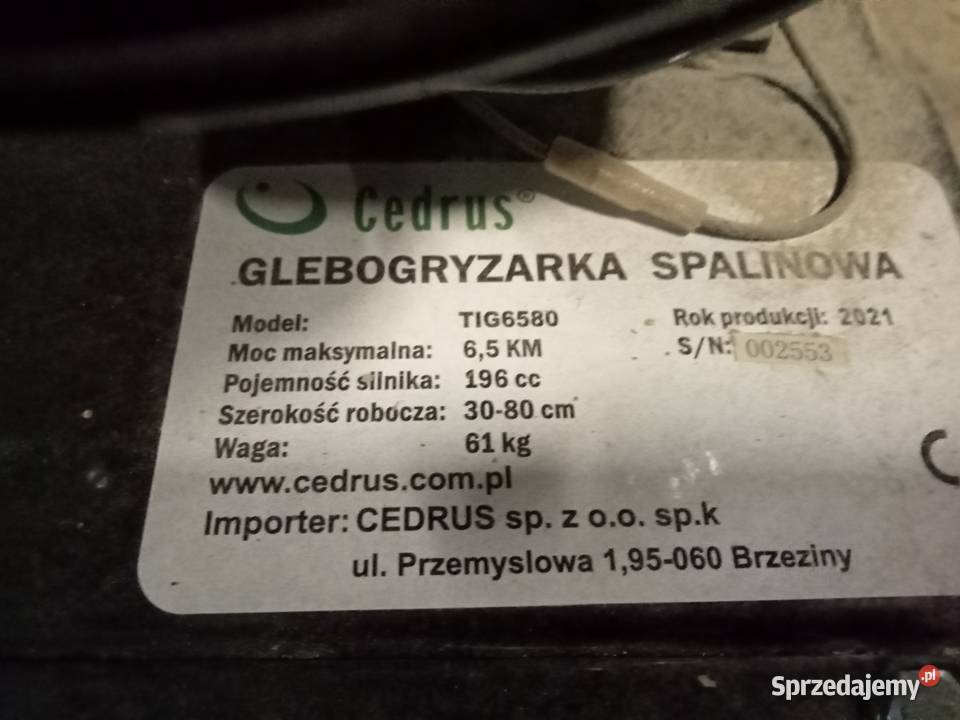 Cedrus®
GLEBOGRYZARKA SPALINOWA
Model: TIG6580 Rok produkcji: 2021
Moc maksymalna: 6,5 KM S/N: 002553
Pojemność silnika: 196 cc
Szerokość robocza: 30-80 cm
Waga: 61 kg
www.cedrus.com.pl
Importer: CEDRUS sp. z o.o. sp.k
ul. Przemyslowa 1,95-060 Brzeziny
Sprzedajemy.pl